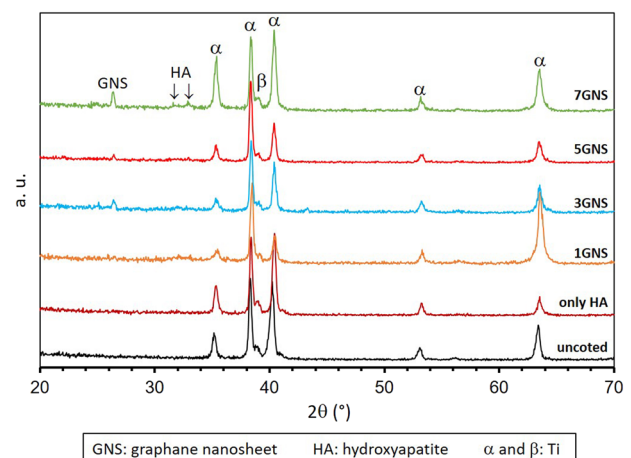 α
α
α
GNS
HA
β
α
α
7GNS
5GNS
3GNS
1GNS
only HA
uncoted
a. u.
20 30 40 50 60 70
2θ (°)
GNS: graphane nanosheet HA: hydroxyapatite α and β: Ti